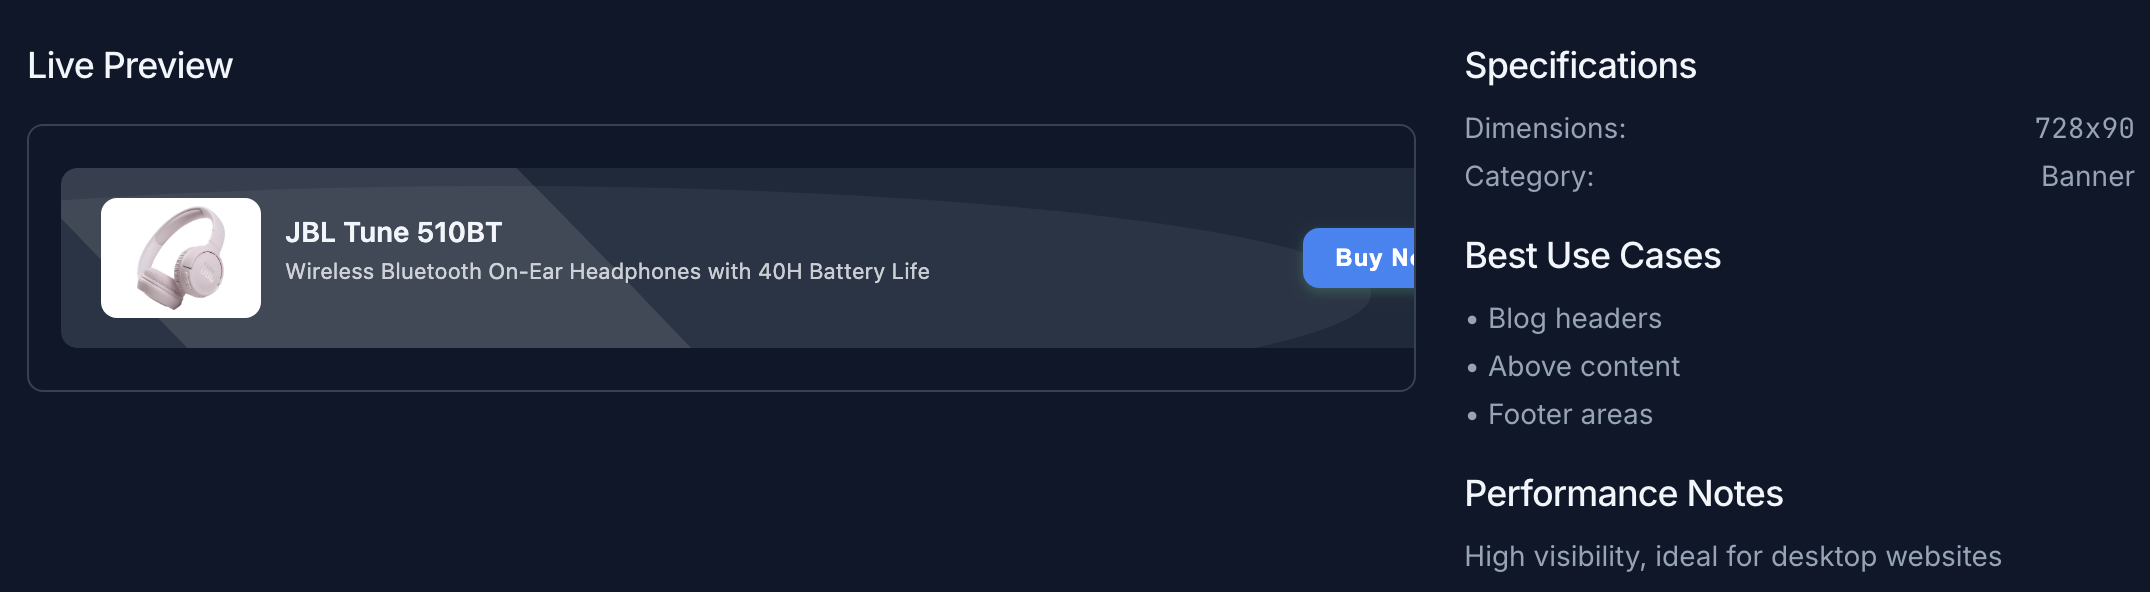 Live Preview
JBL Tune 510BT
Wireless Bluetooth On-Ear Headphones with 40H Battery Life
Buy
Specifications
Dimensions: 728x90
Category: Banner
Best Use Cases
• Blog headers
• Above content
• Footer areas
Performance Notes
High visibility, ideal for desktop websites